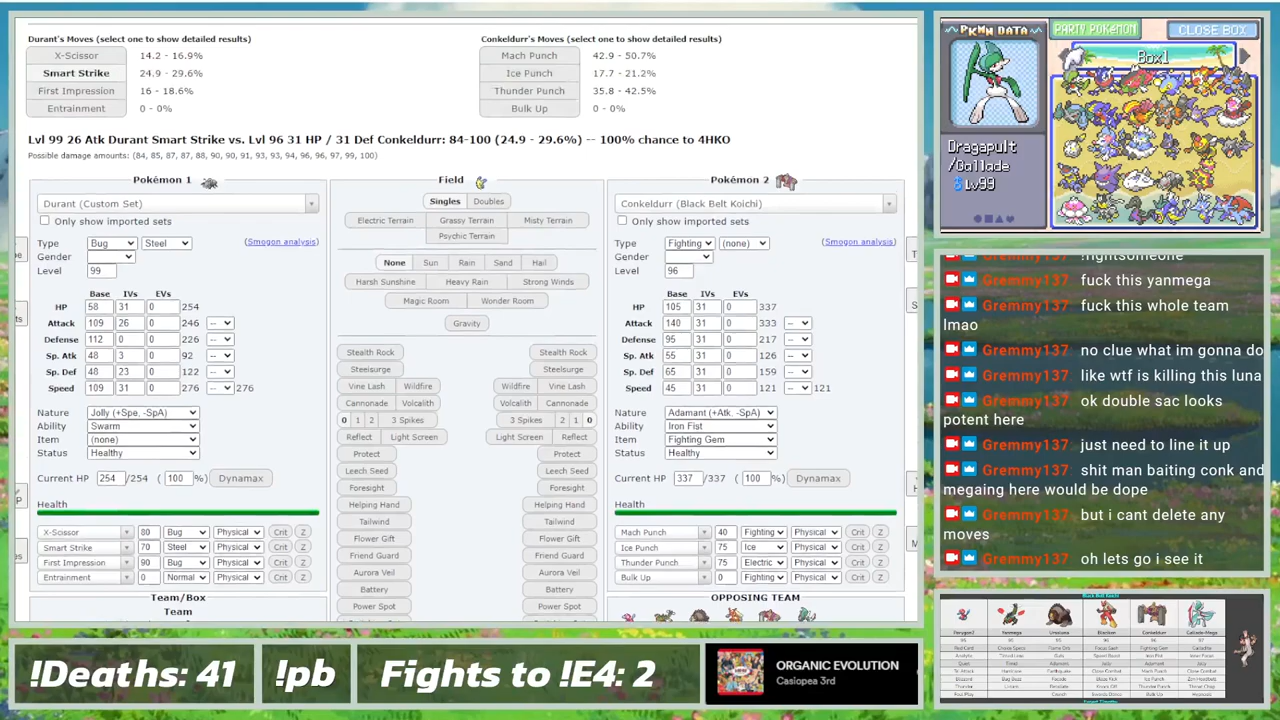 Durant's Moves (select one to show detailed results)
X-Scissor 14.2 - 16.9%
Smart Strike 24.9 - 29.6%
First Impression 16 - 18.6%
Entrainment 0 - 0%
Conkeldurr's Moves (select one to show detailed results)
Mach Punch 42.9 - 50.7%
Ice Punch 17.7 - 21.2%
Thunder Punch 35.8 - 42.5%
Bulk Up 0 - 0%
Lvl 99 26 Atk Durant Smart Strike vs. Lvl 96 31 HP / 31 Def Conkeldurr: 84-100 (24.9 - 29.6%) -- 100% chance to 4HKO
Possible damage amounts: (84, 85, 87, 87, 88, 90, 90, 91, 93, 93, 94, 96, 96, 97, 99, 100)
Pokémon 1
Durant (Custom Set)
Only show imported sets
Type Bug Steel (Smogon analysis)
Gender
Level 99
Base IVs EVs
HP 58 31 0 254
Attack 109 26 0 246 --
Defense 112 0 226 --
Sp. Atk 48 3 0 92 --
Sp. Def 48 23 0 122 --
Speed 109 31 0 276 -- 276
Nature Jolly (+Spe, -SpA)
Ability Swarm
Item (none)
Status Healthy
Current HP 254 /254 ( 100 %) Dynamax
Health
X-Scissor 80 Bug Physical Crit Z
Smart Strike 70 Steel Physical Crit Z
First Impression 90 Bug Physical Crit Z
Entrainment 0 Normal Physical Crit Z
Team/Box
Team
Field
Singles Doubles
Electric Terrain Grassy Terrain Misty Terrain
Psychic Terrain
None Sun Rain Sand Hail
Harsh Sunshine Heavy Rain Strong Winds
Magic Room Wonder Room
Gravity
Stealth Rock Stealth Rock
Steelsurge Steelsurge
Vine Lash Wildfire Wildfire Vine Lash
Cannonade Volcalith Volcalith Cannonade
0 1 2 3 Spikes 3 Spikes 2 1 0
Reflect Light Screen Light Screen Reflect
Protect Protect
Leech Seed Leech Seed
Foresight Foresight
Helping Hand Helping Hand
Tailwind Tailwind
Flower Gift Flower Gift
Friend Guard Friend Guard
Aurora Veil Aurora Veil
Battery Battery
Power Spot Power Spot
Pokémon 2
Conkeldurr (Black Belt Koichi)
Only show imported sets
Type Fighting (none) (Smogon analysis)
Gender
Level 96
Base IVs EVs
HP 105 31 0 337
Attack 140 31 0 333 --
Defense 95 31 0 217 --
Sp. Atk 55 31 0 126 --
Sp. Def 65 31 0 159 --
Speed 45 31 0 121 -- 121
Nature Adamant (+Atk, -SpA)
Ability Iron Fist
Item Fighting Gem
Status Healthy
Current HP 337 /337 ( 100 %) Dynamax
Health
Mach Punch 40 Fighting Physical Crit Z
Ice Punch 75 Ice Physical Crit Z
Thunder Punch 75 Electric Physical Crit Z
Bulk Up 0 Fighting Physical Crit Z
OPPOSING TEAM
PKMN DATA
PARTY POKéMON
CLOSE BOX
Box1
Dragapult
/Gallade
♂Lv99
!fightsomeone
Gremmy137 fuck this yanmega
Gremmy137 fuck this whole team
lmao
Gremmy137 no clue what im gonna do
Gremmy137 like wtf is killing this luna
Gremmy137 ok double sac looks
potent here
Gremmy137 just need to line it up
Gremmy137 shit man baiting conk and
megaing here would be dope
Gremmy137 but i cant delete any
moves
Gremmy137 oh lets go i see it
ORGANIC EVOLUTION
Casiopea 3rd
Black Belt Koichi